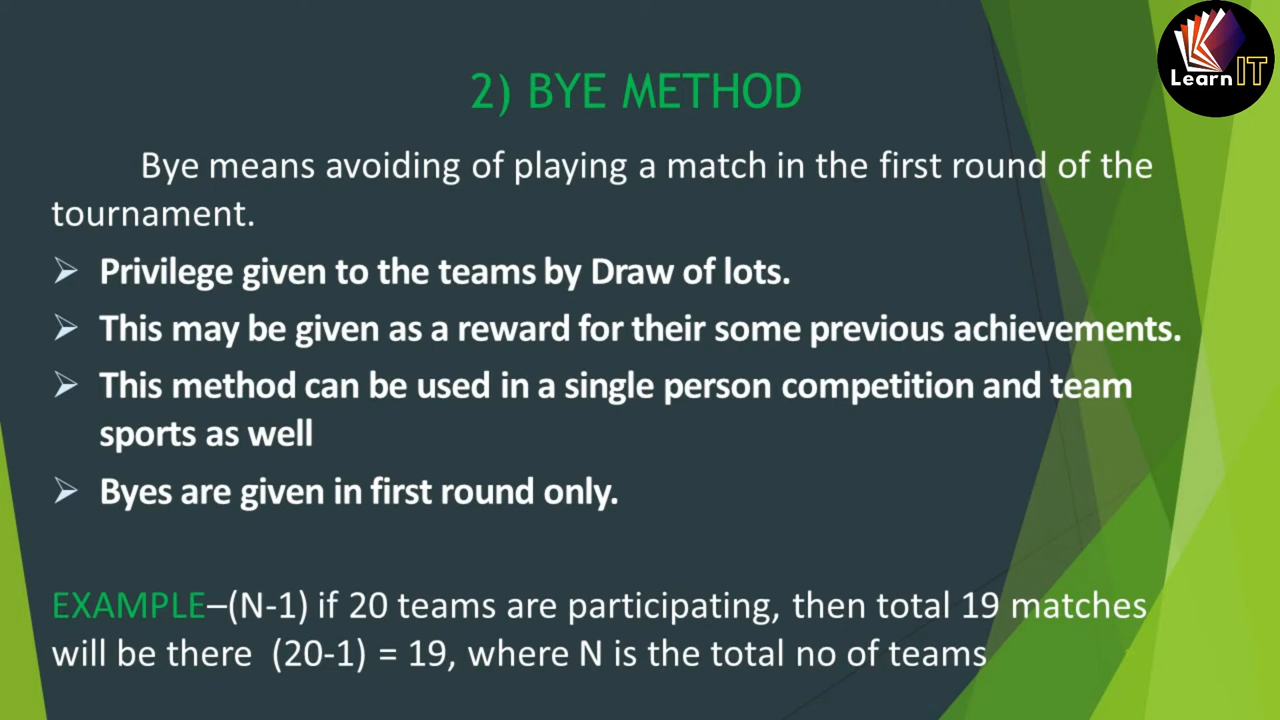 Learn IT
2) BYE METHOD
Bye means avoiding of playing a match in the first round of the
tournament.
➢ Privilege given to the teams by Draw of lots.
➢ This may be given as a reward for their some previous achievements.
➢ This method can be used in a single person competition and team
sports as well
➢ Byes are given in first round only.
EXAMPLE–(N-1) if 20 teams are participating, then total 19 matches
will be there (20-1) = 19, where N is the total no of teams